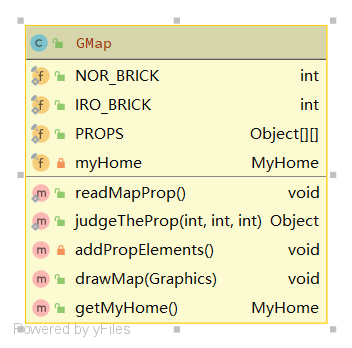 GMap
NOR_BRICK int
IRO_BRICK int
PROPS Object[][]
myHome MyHome
readMapProp() void
judgeTheProp(int, int, int) Object
addPropElements() void
drawMap(Graphics) void
getMyHome() MyHome
Powered by yFiles